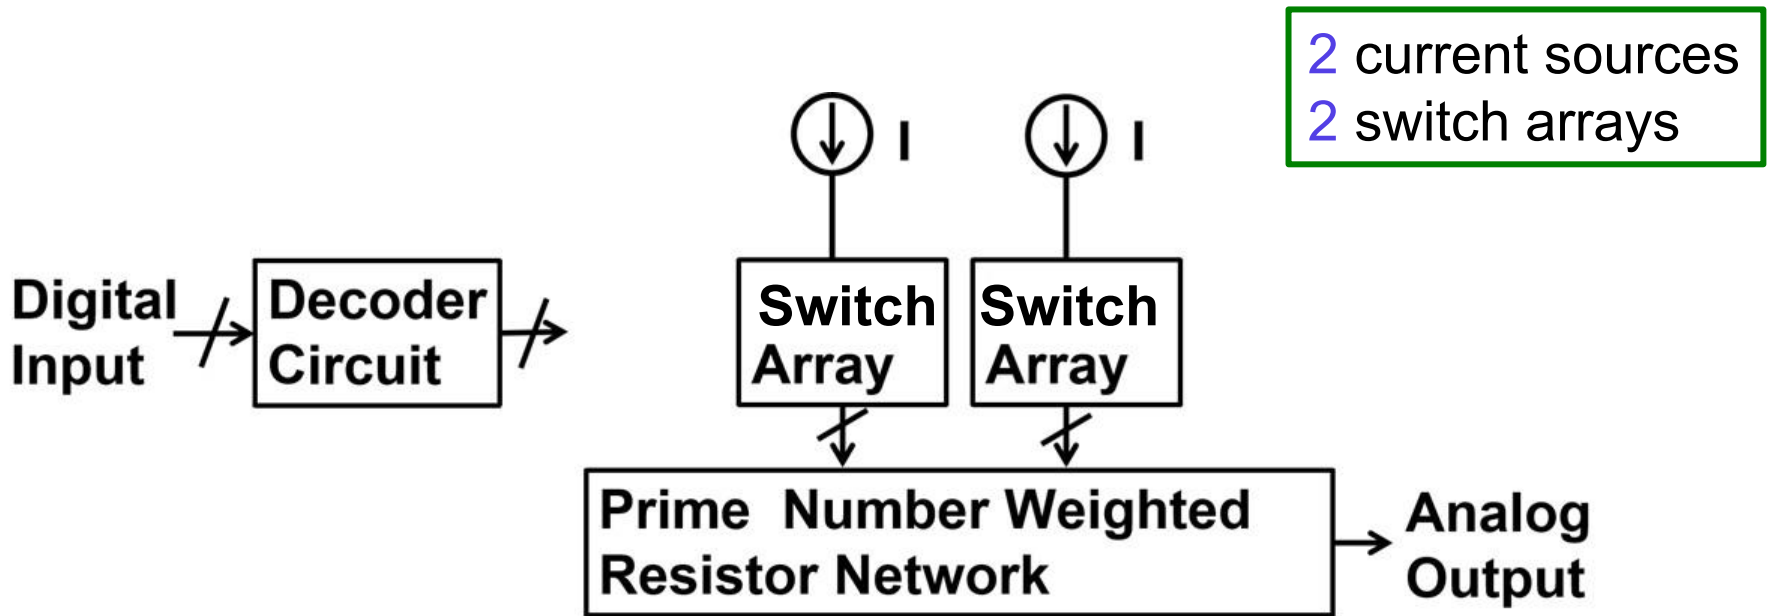 2 current sources
2 switch arrays
I
I
Digital
Input
Decoder
Circuit
Switch
Array
Switch
Array
Prime Number Weighted
Resistor Network
Analog
Output